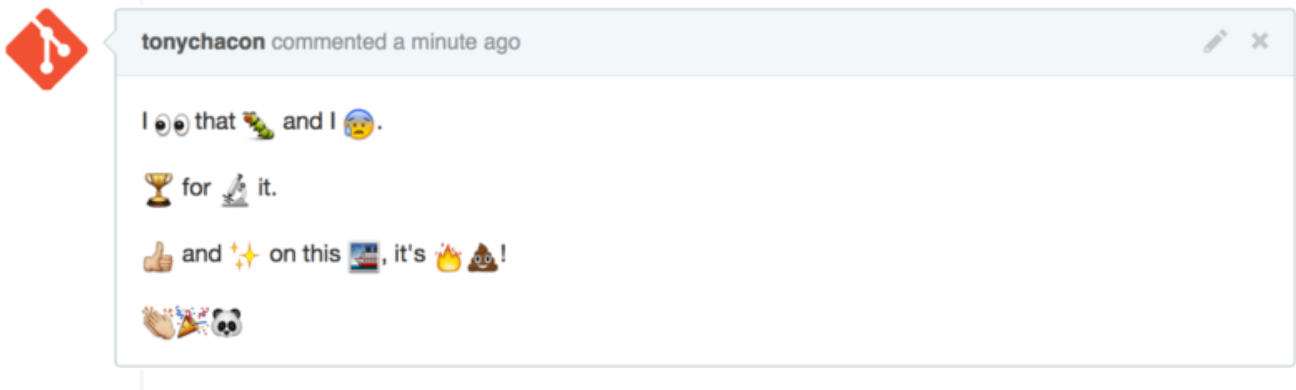 tonychacon commented a minute ago
I 👀 that 🐛 and I 😰.
🏆 for 🔬 it.
👍 and ✨ on this 🚢, it's 🔥💩!
👏🎉🐼